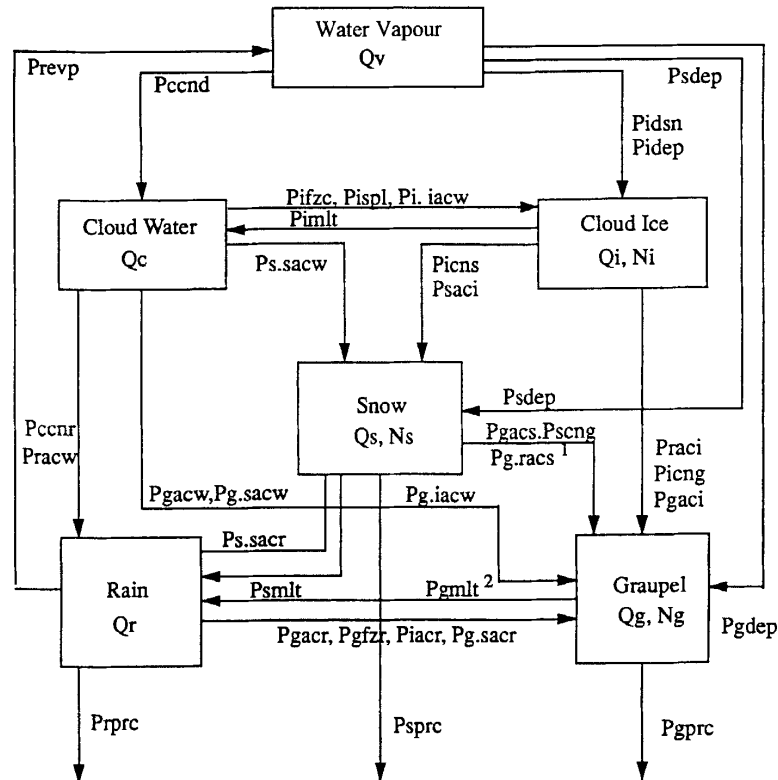 Water Vapour
Qv
Prevp
Pccnd
Psdep
Pidsn
Pidep
Pifzc, Pispl, Pi. iacw
Pimlt
Cloud Water
Qc
Cloud Ice
Qi, Ni
Ps.sacw
Picns
Psaci
Snow
Qs, Ns
Psdep
Pgacs.Pscng
Pg.racs 1
Pccnr
Pracw
Praci
Picng
Pgaci
Pgacw,Pg.sacw
Pg.iacw
Ps.sacr
Rain
Qr
Psmlt
Pgmlt 2
Graupel
Qg, Ng
Pgdep
Pgacr, Pgfzr, Piacr, Pg.sacr
Prprc
Psprc
Pgprc